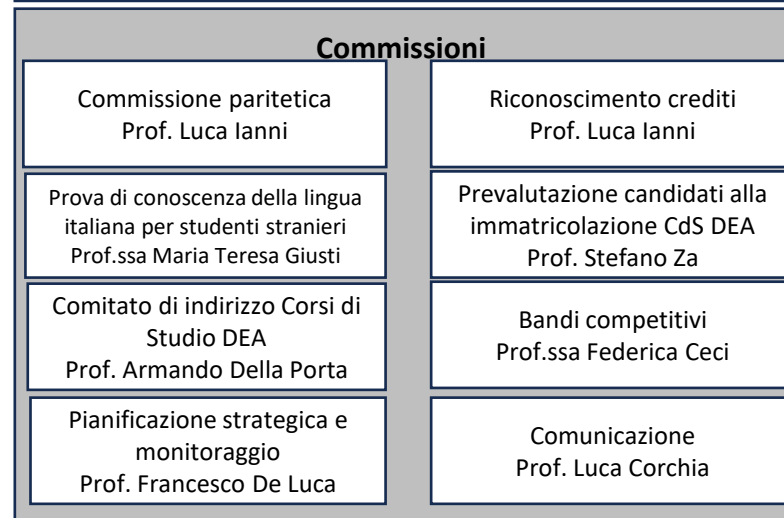 Commissioni
Commissione paritetica
Prof. Luca Ianni
Riconoscimento crediti
Prof. Luca Ianni
Prova di conoscenza della lingua
italiana per studenti stranieri
Prof.ssa Maria Teresa Giusti
Prevalutazione candidati alla
immatricolazione CdS DEA
Prof. Stefano Za
Comitato di indirizzo Corsi di
Studio DEA
Prof. Armando Della Porta
Bandi competitivi
Prof.ssa Federica Ceci
Pianificazione strategica e
monitoraggio
Prof. Francesco De Luca
Comunicazione
Prof. Luca Corchia